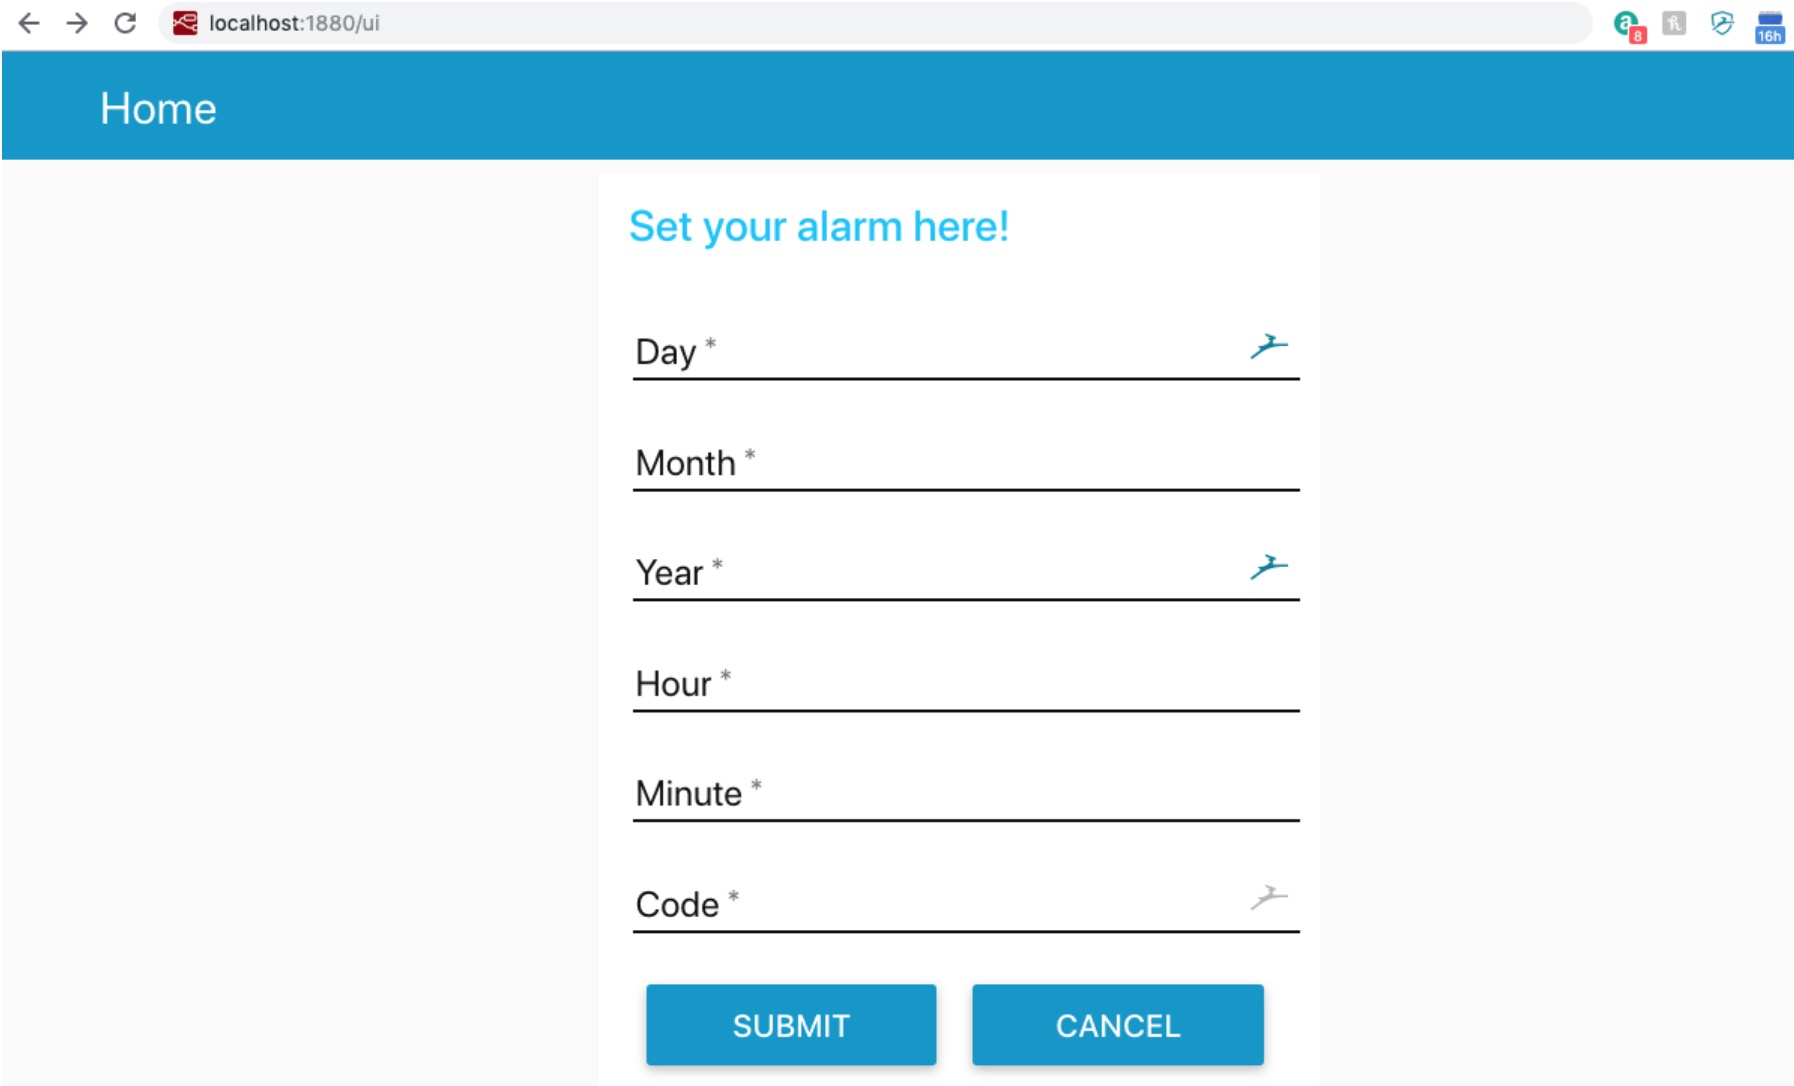 localhost:1880/ui
a
8
h
16h
Home
Set your alarm here!
Day *
Month *
Year *
Hour *
Minute *
Code *
SUBMIT CANCEL